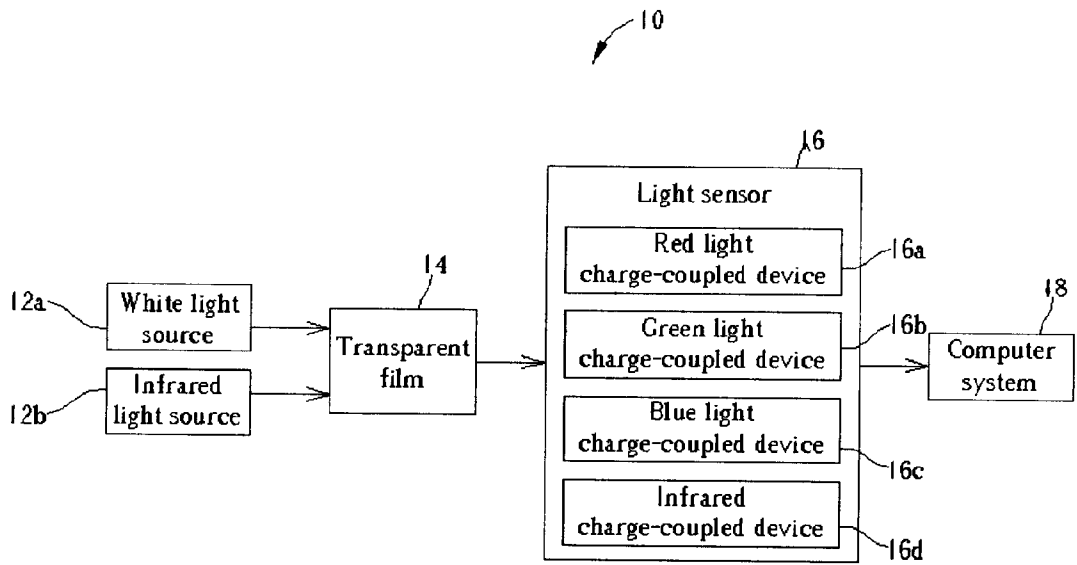 10
16
Light sensor
Red light
charge-coupled device
16a
14
12a
White light
source
Green light
charge-coupled device
16b
18
Transparent
film
Computer
system
12b
Infrared
light source
Blue light
charge-coupled device
16c
Infrared
charge-coupled device
16d